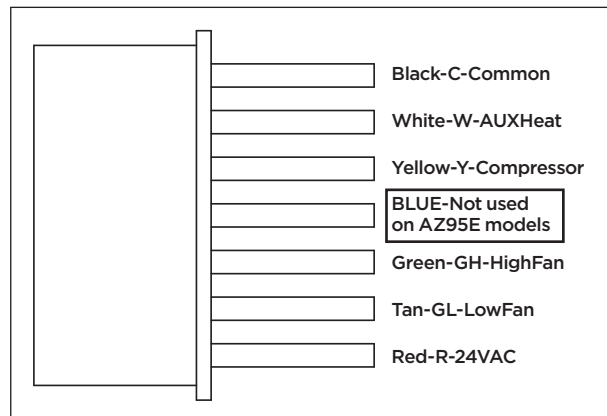 Black-C-Common
White-W-AUXHeat
Yellow-Y-Compressor
BLUE-Not used
on AZ95E models
Green-GH-HighFan
Tan-GL-LowFan
Red-R-24VAC